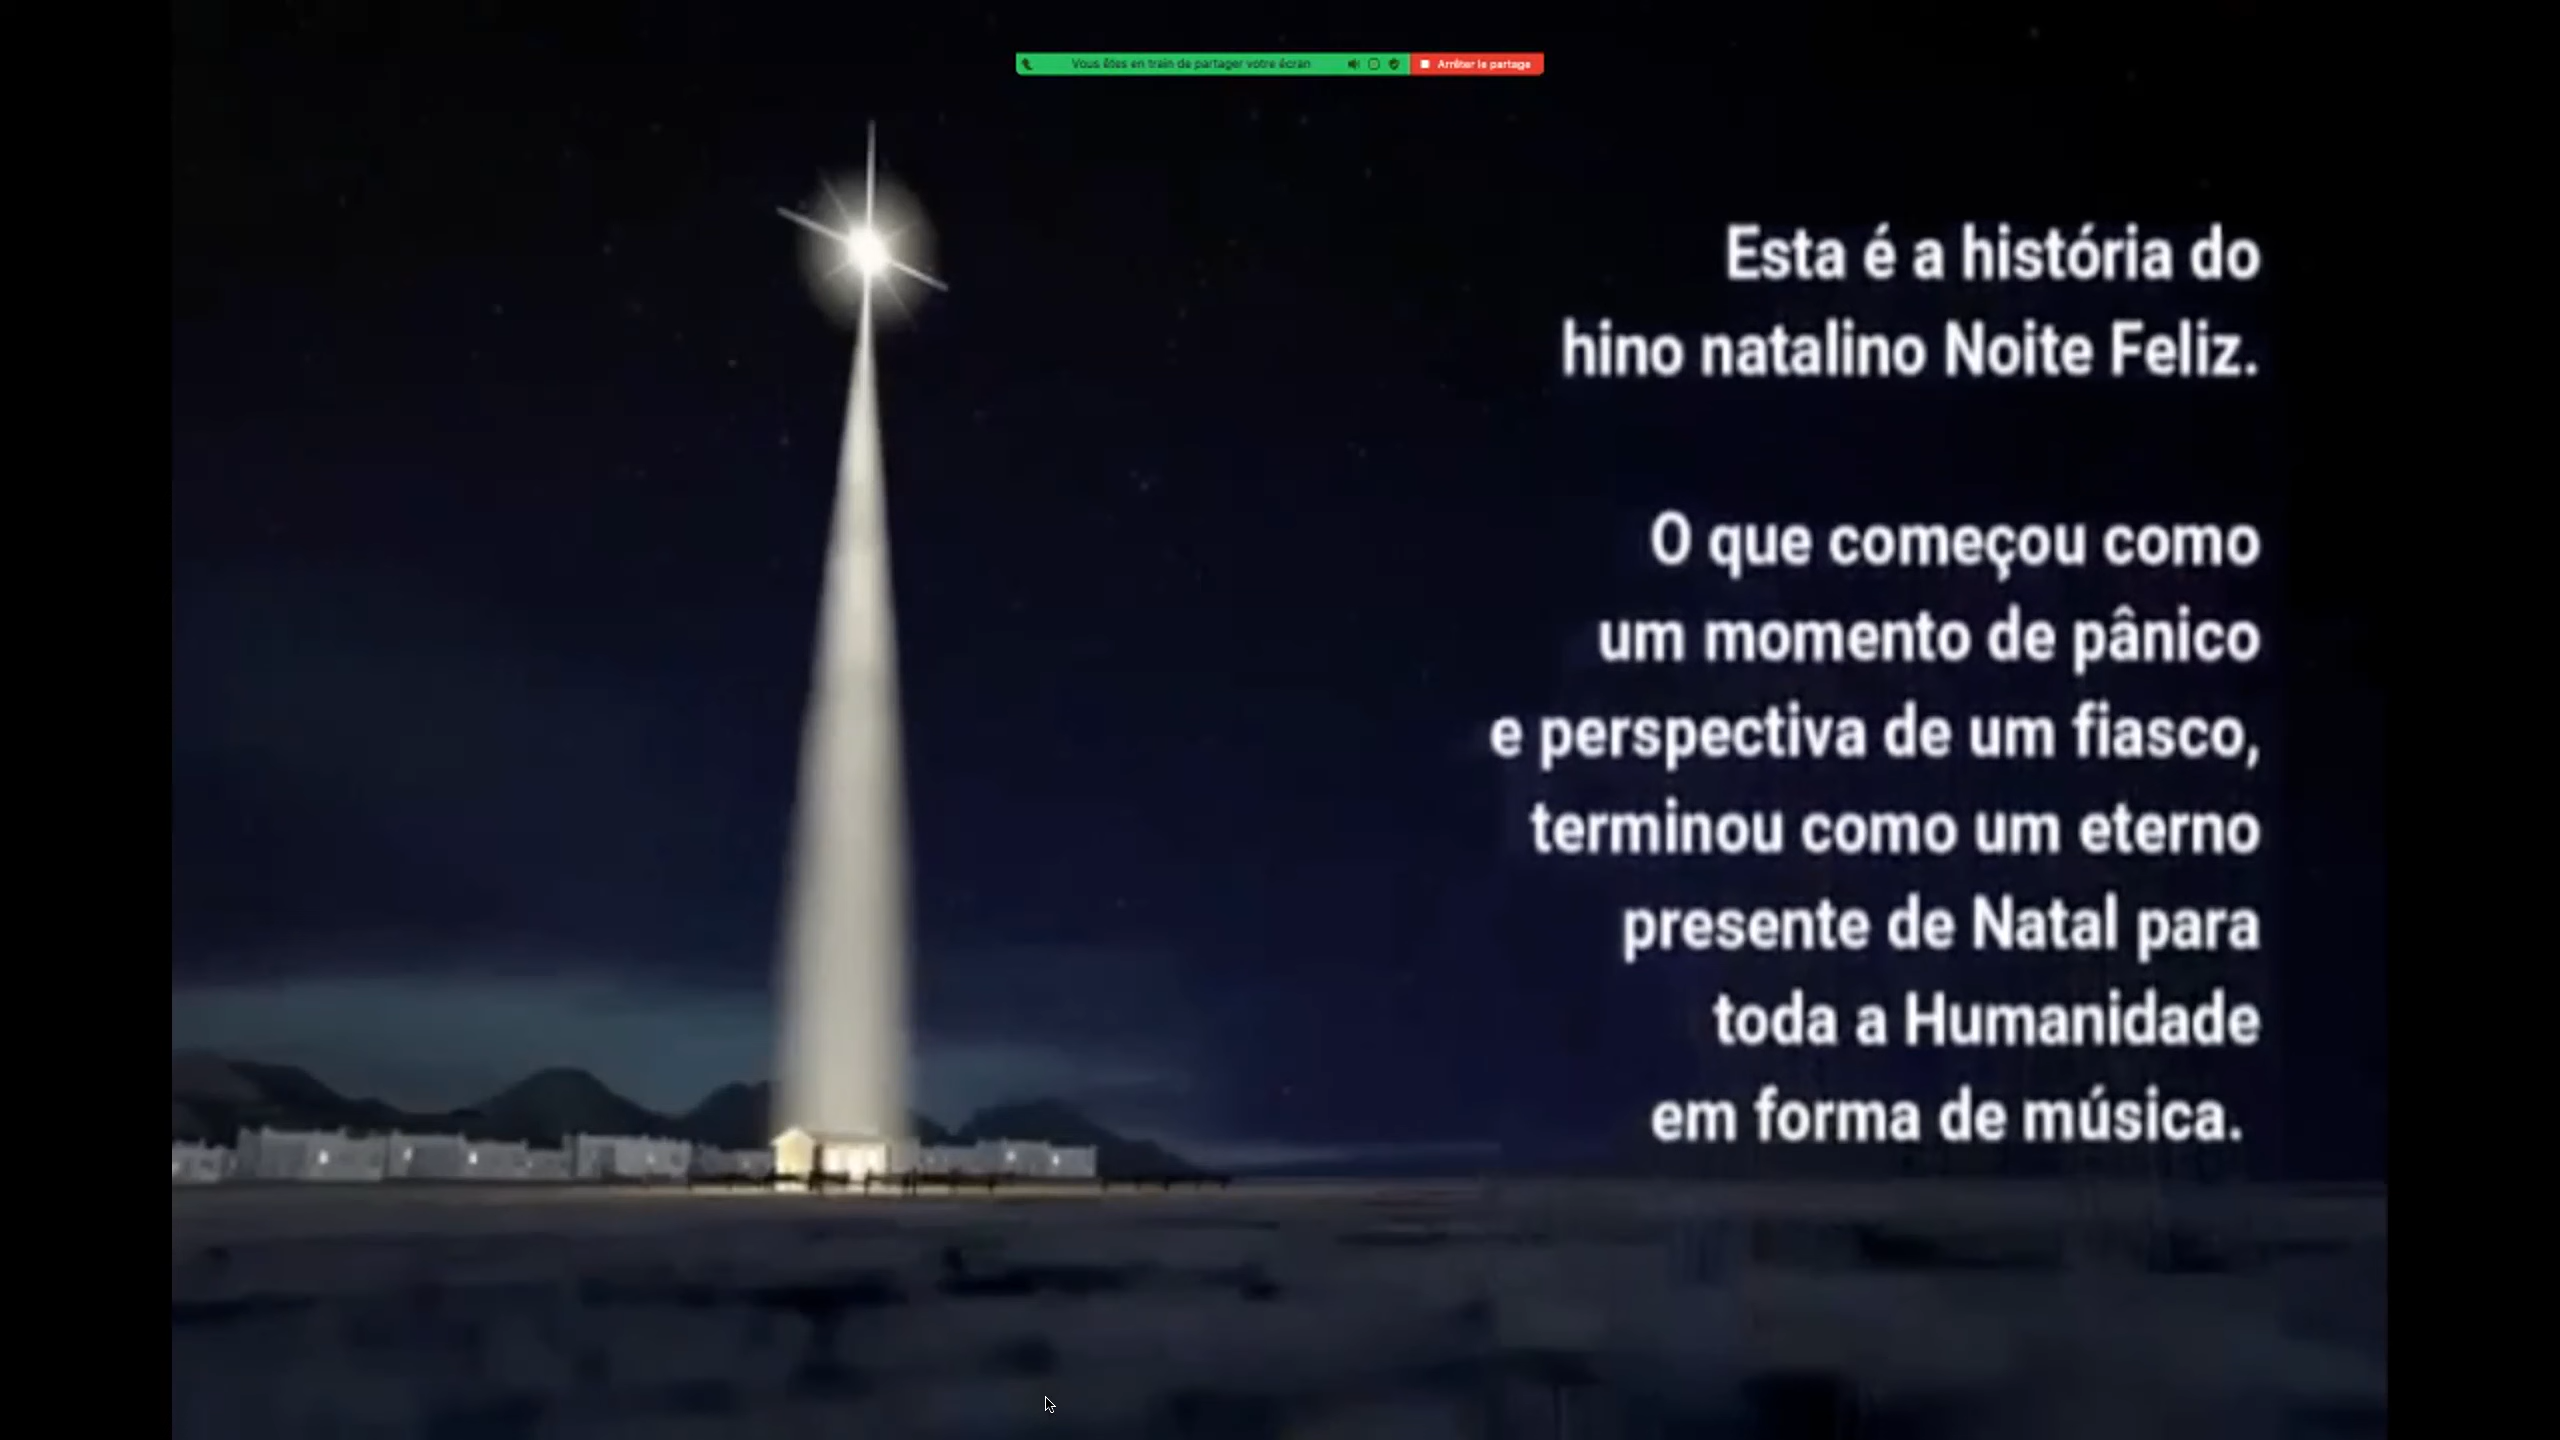 Vous êtes en train de partager votre écran
Arrêter le partage
Esta é a história do
hino natalino Noite Feliz.
O que começou como
um momento de pânico
e perspectiva de um fiasco,
terminou como um eterno
presente de Natal para
toda a Humanidade
em forma de música.